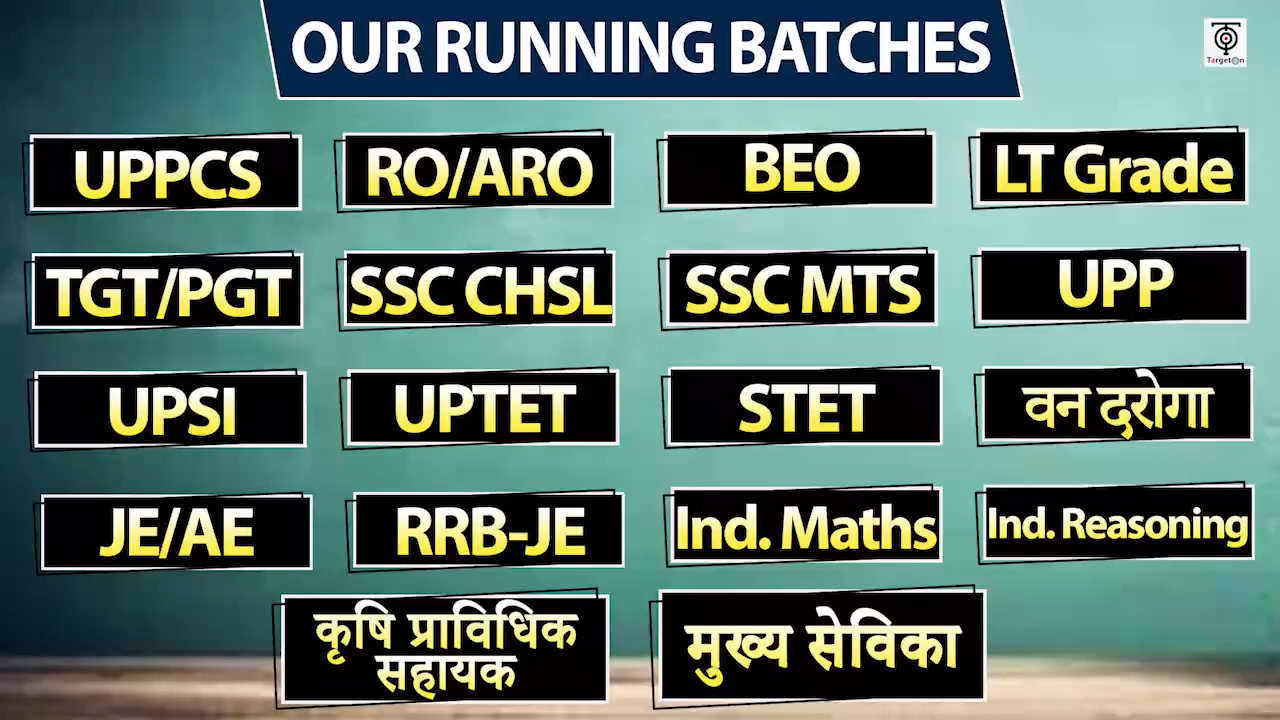 OUR RUNNING BATCHES
Target@n
UPPCS
RO/ARO
BEO
LT Grade
TGT/PGT
SSC CHSL
SSC MTS
UPP
UPSI
UPTET
STET
वन दरोगा
JE/AE
RRB-JE
Ind. Maths
Ind. Reasoning
कृषि प्राविधिक
सहायक
मुख्य सेविका